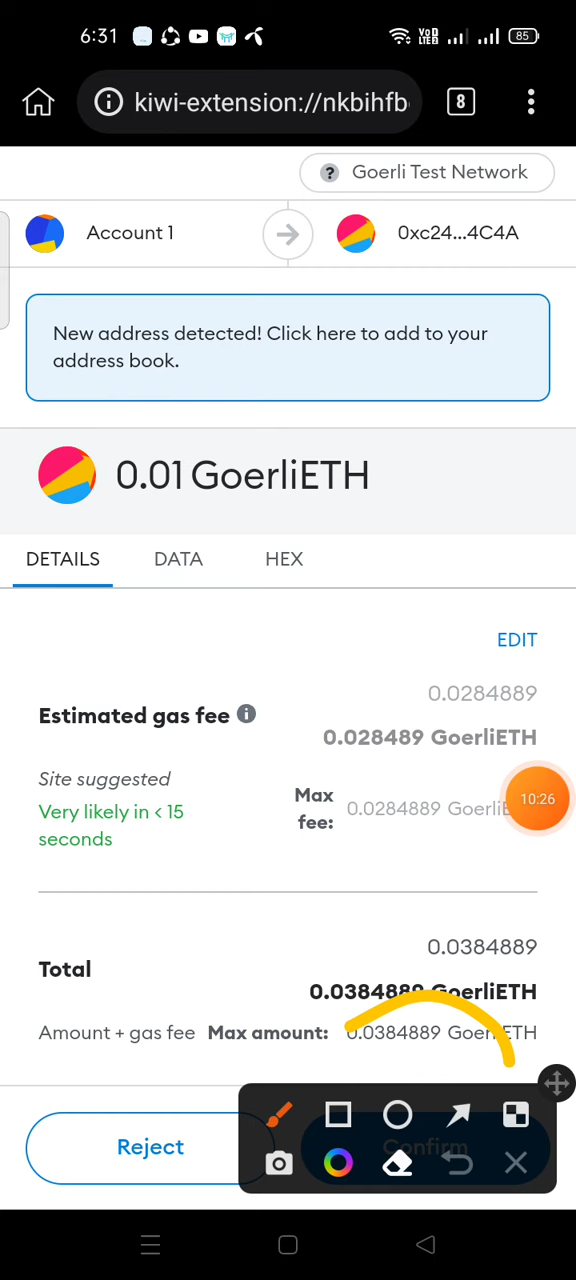 6:31
Vo LTE2
85
kiwi-extension://nkbihfb
8
? Goerli Test Network
Account 1
0xc24...4C4A
New address detected! Click here to add to your
address book.
0.01 GoerliETH
DETAILS DATA HEX
EDIT
0.0284889
Estimated gas fee
0.028489 GoerliETH
Site suggested
Very likely in < 15
seconds
Max
fee:
0.0284889
10:26
0.0384889
Total
0.0384889 GoerliETH
Amount + gas fee Max amount: 0.0384889 GoerliETH
Reject
Confirm